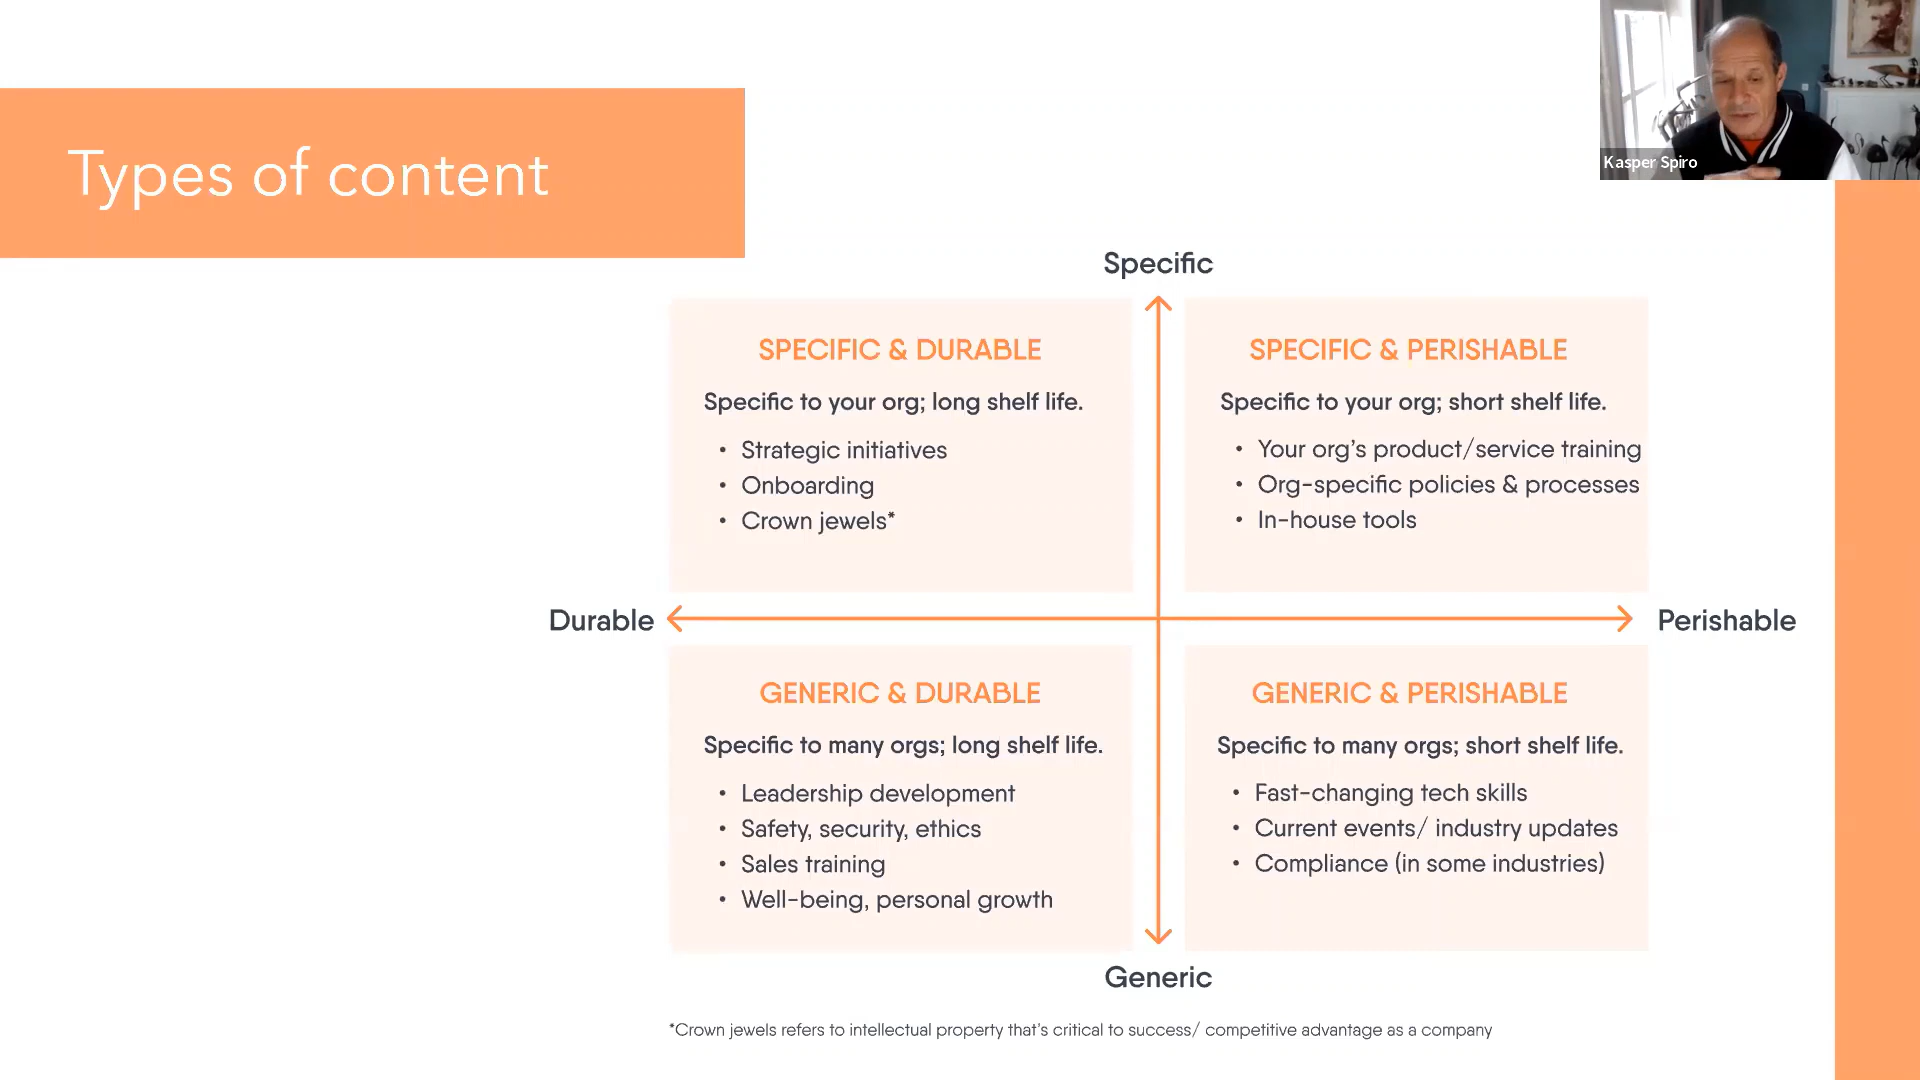 Types of content
Kasper Spiro
Specific
SPECIFIC & DURABLE
Specific to your org; long shelf life.
• Strategic initiatives
• Onboarding
• Crown jewels*
SPECIFIC & PERISHABLE
Specific to your org; short shelf life.
• Your org’s product/service training
• Org-specific policies & processes
• In-house tools
Durable
Perishable
GENERIC & DURABLE
Specific to many orgs; long shelf life.
• Leadership development
• Safety, security, ethics
• Sales training
• Well-being, personal growth
GENERIC & PERISHABLE
Specific to many orgs; short shelf life.
• Fast-changing tech skills
• Current events/ industry updates
• Compliance (in some industries)
Generic
*Crown jewels refers to intellectual property that’s critical to success/ competitive advantage as a company